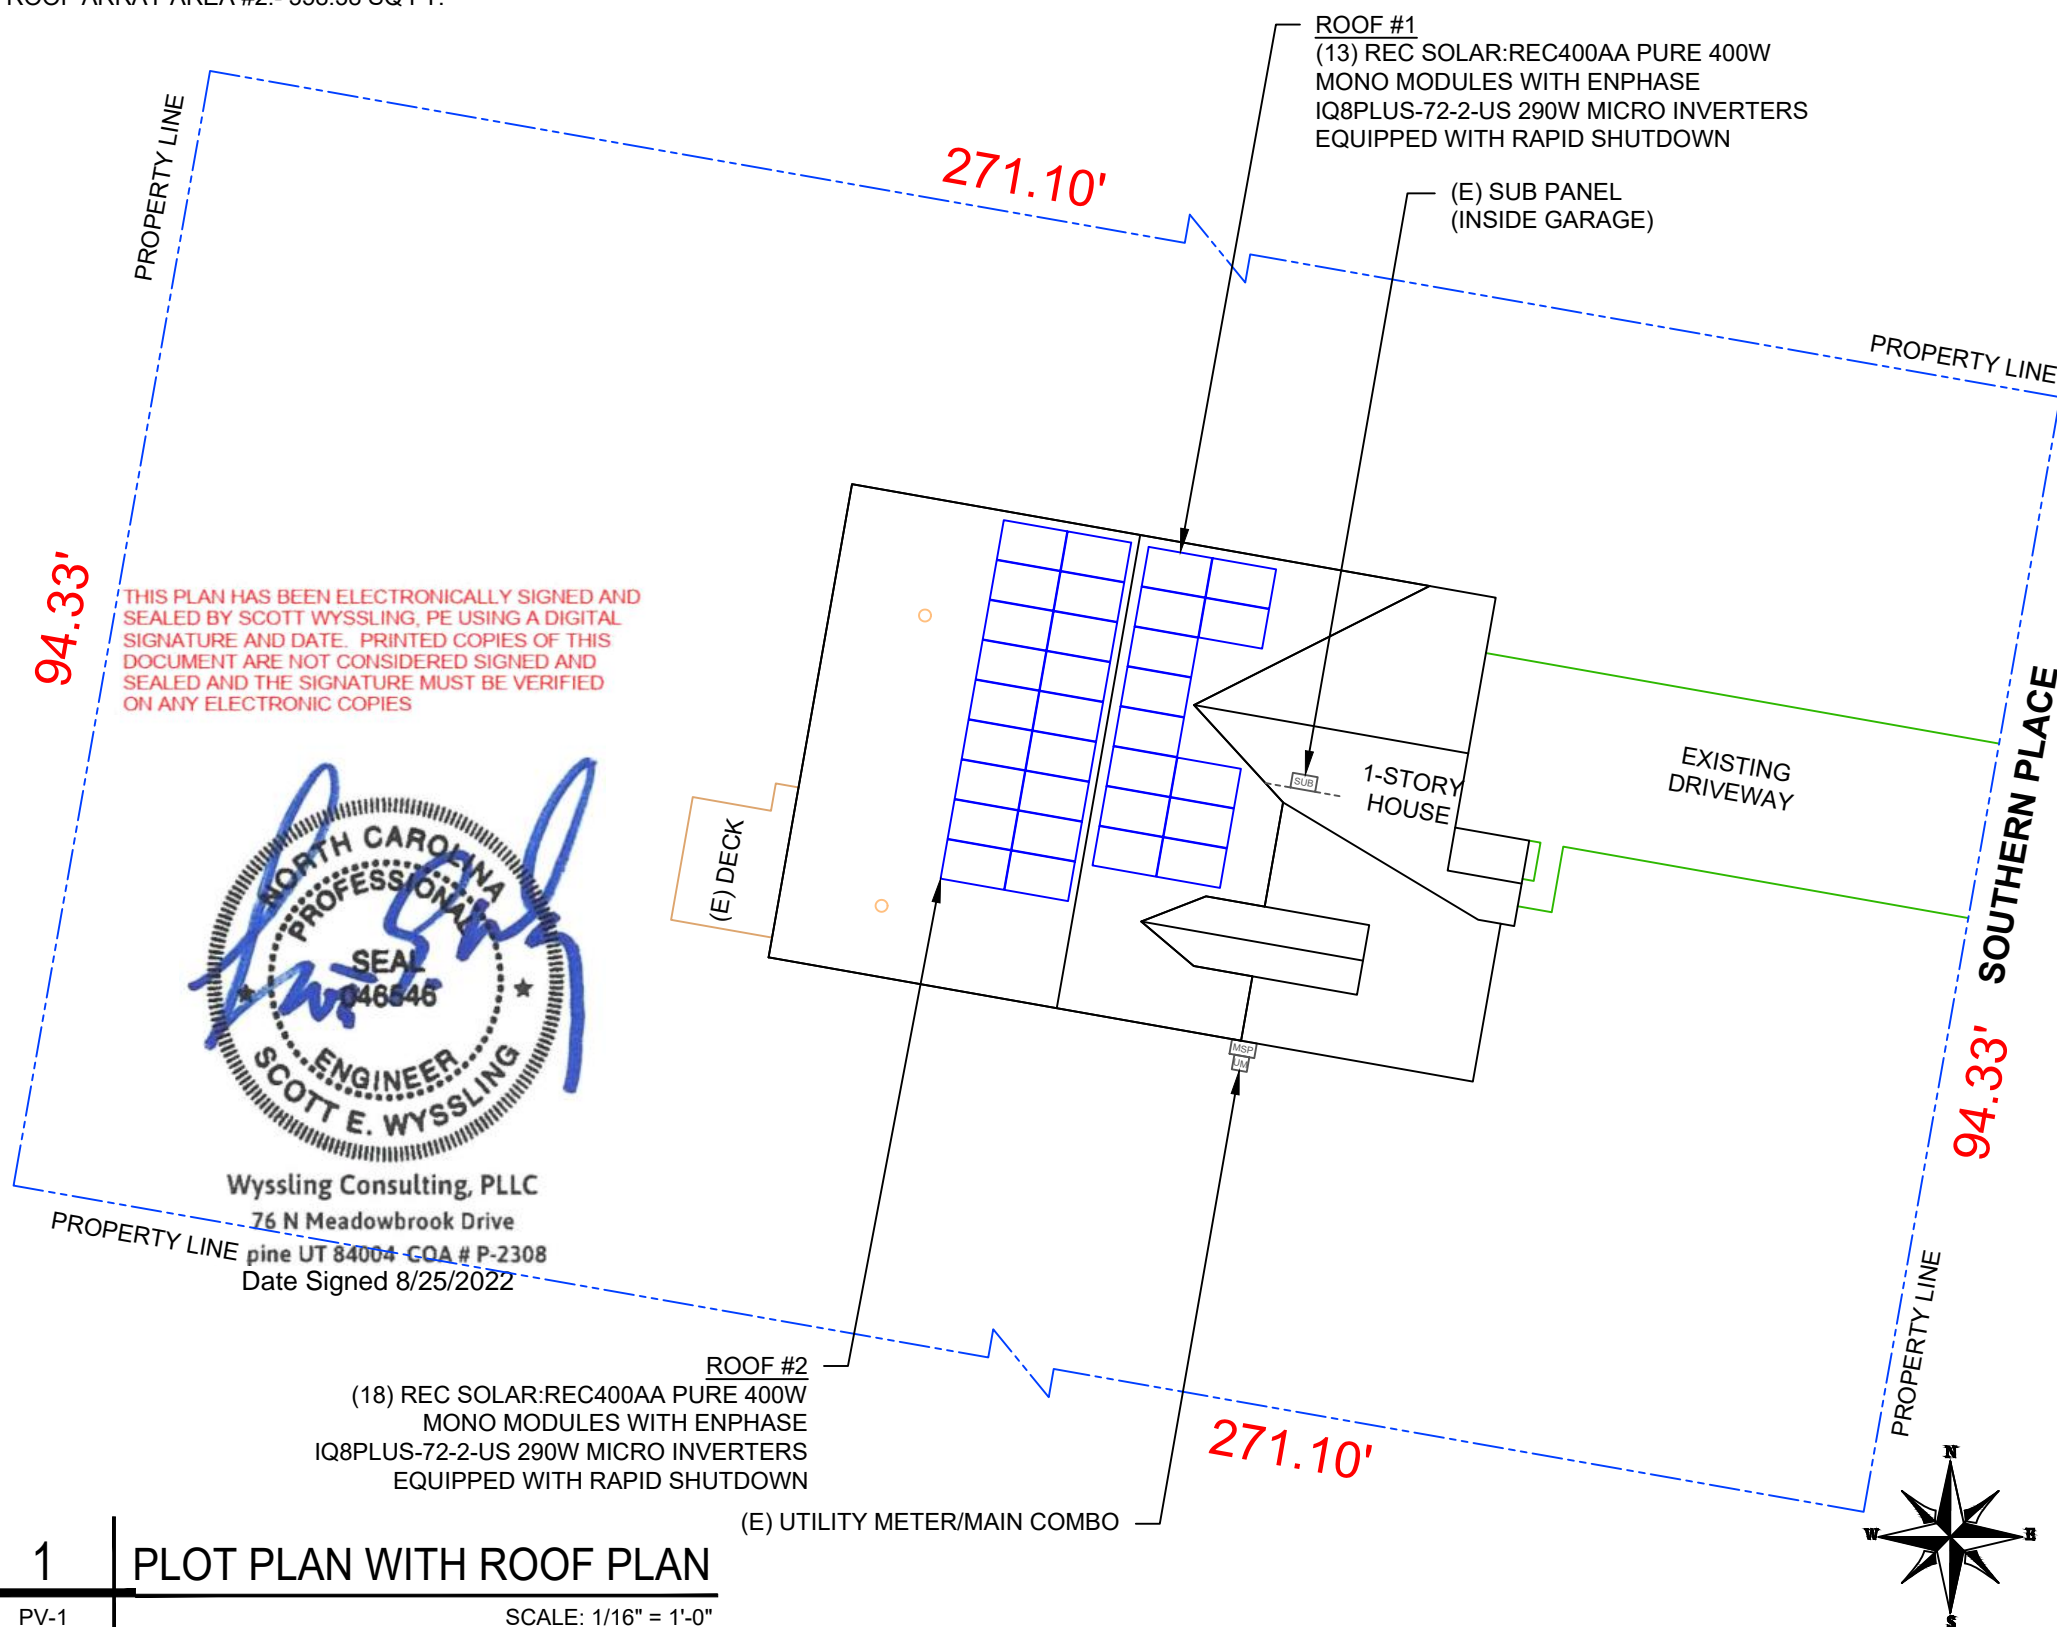 ROOF #1
(13) REC SOLAR:REC400AA PURE 400W
MONO MODULES WITH ENPHASE
IQ8PLUS-72-2-US 290W MICRO INVERTERS
EQUIPPED WITH RAPID SHUTDOWN
(E) SUB PANEL
(INSIDE GARAGE)
PROPERTY LINE
271.10'
PROPERTY LINE
94.33'
THIS PLAN HAS BEEN ELECTRONICALLY SIGNED AND
SEALED BY SCOTT WYSSLING, PE USING A DIGITAL
SIGNATURE AND DATE. PRINTED COPIES OF THIS
DOCUMENT ARE NOT CONSIDERED SIGNED AND
SEALED AND THE SIGNATURE MUST BE VERIFIED
ON ANY ELECTRONIC COPIES
SUB
1-STORY
HOUSE
EXISTING
DRIVEWAY
SOUTHERN PLACE
(E) DECK
NORTH CAROLINA
PROFESSIONAL
SEAL
046546
ENGINEER
SCOTT E. WYSSLING
MSP
UM
94.33'
Wyssling Consulting, PLLC
76 N Meadowbrook Drive
pine UT 84004 COA # P-2308
Date Signed 8/25/2022
PROPERTY LINE
PROPERTY LINE
ROOF #2
(18) REC SOLAR:REC400AA PURE 400W
MONO MODULES WITH ENPHASE
IQ8PLUS-72-2-US 290W MICRO INVERTERS
EQUIPPED WITH RAPID SHUTDOWN
271.10'
(E) UTILITY METER/MAIN COMBO
N
W
E
S
1
PLOT PLAN WITH ROOF PLAN
PV-1
SCALE: 1/16" = 1'-0"